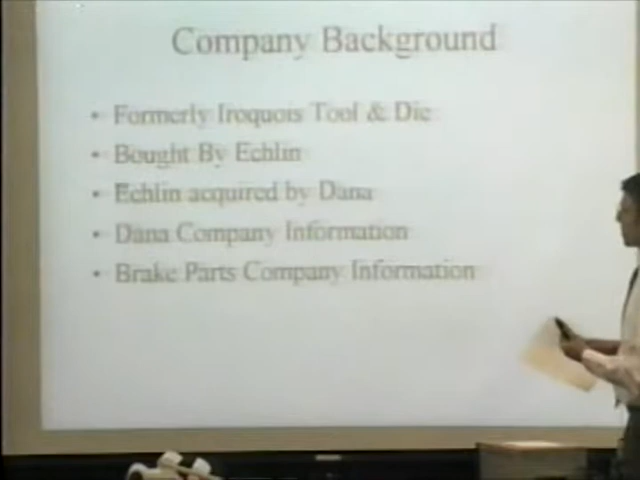 Company Background
• Formerly Iroquois Tool & Die
• Bought By Echlin
• Echlin acquired by Dana
• Dana Company Information
• Brake Parts Company Information